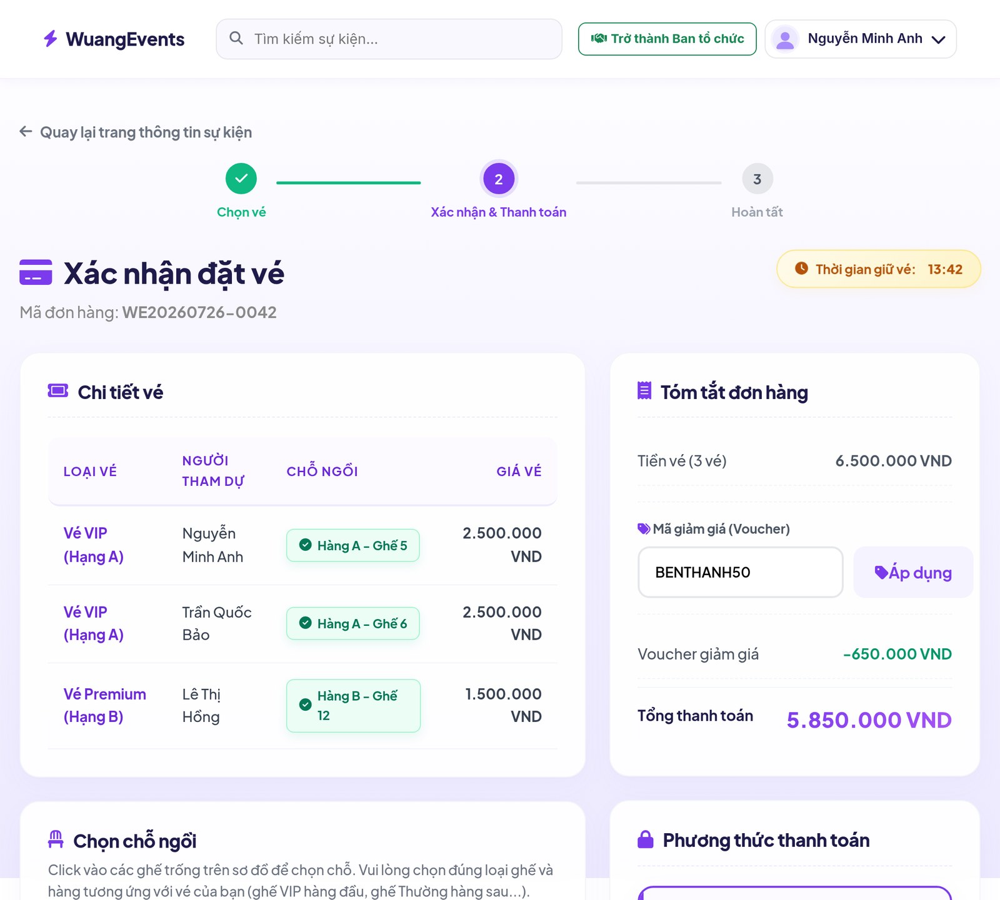 WuangEvents
Tìm kiếm sự kiện...
Trở thành Ban tổ chức
Nguyễn Minh Anh
Quay lại trang thông tin sự kiện
2
3
Chọn vé
Xác nhận & Thanh toán
Hoàn tất
Xác nhận đặt vé
Thời gian giữ vé: 13:42
Mã đơn hàng: WE20260726-0042
Chi tiết vé
LOẠI VÉ
NGƯỜI
THAM DỰ
CHỖ NGỒI
GIÁ VÉ
Vé VIP
(Hạng A)
Nguyễn
Minh Anh
Hàng A - Ghế 5
2.500.000
VND
Vé VIP
(Hạng A)
Trần Quốc
Bảo
Hàng A - Ghế 6
2.500.000
VND
Vé Premium
(Hạng B)
Lê Thị
Hồng
Hàng B - Ghế
12
1.500.000
VND
Tóm tắt đơn hàng
Tiền vé (3 vé)
6.500.000 VND
Mã giảm giá (Voucher)
BENTHANH50
Áp dụng
Voucher giảm giá
-650.000 VND
Tổng thanh toán
5.850.000 VND
Chọn chỗ ngồi
Click vào các ghế trống trên sơ đồ để chọn chỗ. Vui lòng chọn đúng loại ghế và
hàng tương ứng với vé của bạn (ghế VIP hàng đầu, ghế Thường hàng sau...).
Phương thức thanh toán